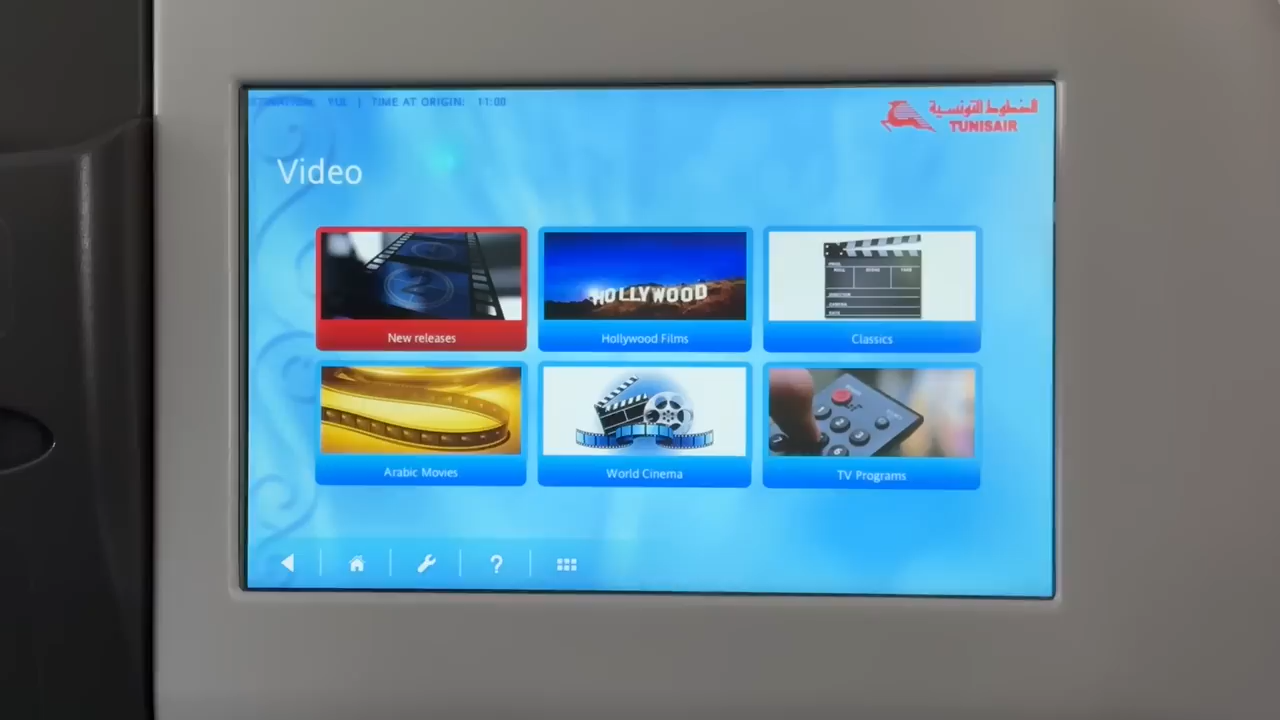 YUL | TIME AT ORIGIN: 11:00
الخطوط التونسية
TUNISAIR
Video
HOLLYWOOD
New releases
Hollywood Films
Classics
Arabic Movies
World Cinema
TV Programs
?